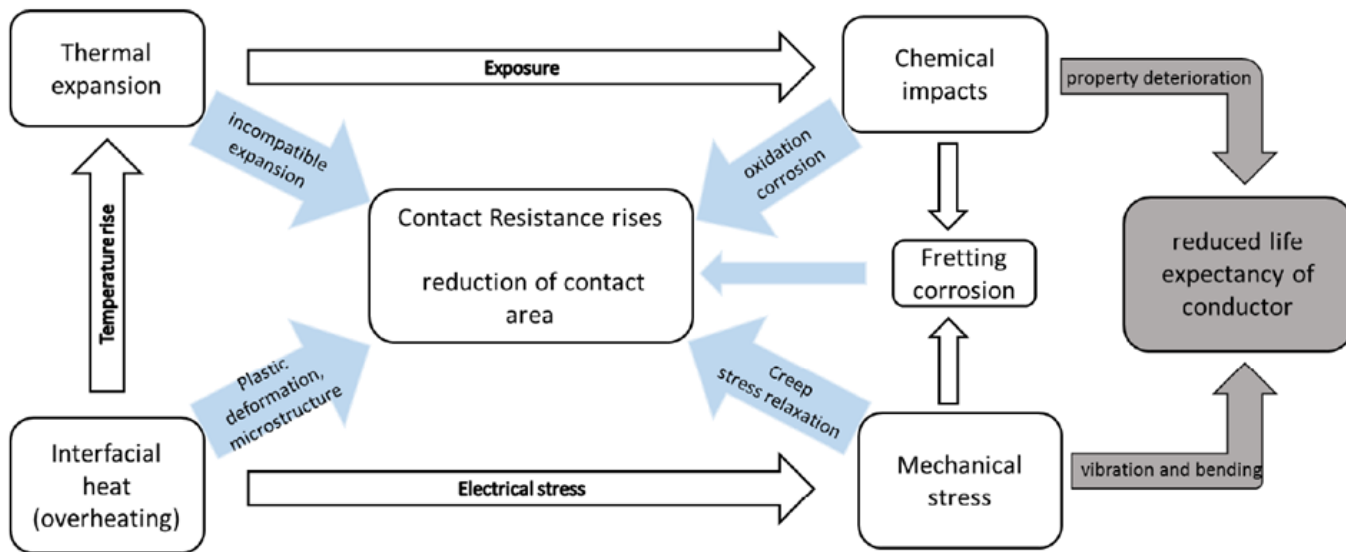 Thermal
expansion
Exposure
Chemical
impacts
property deterioration
incompatible
expansion
oxidation
corrosion
Temperature rise
Contact Resistance rises
reduction of contact
area
Fretting
corrosion
reduced life
expectancy of
conductor
Plastic
deformation,
microstructure
Creep
stress relaxation
Interfacial
heat
(overheating)
Electrical stress
Mechanical
stress
vibration and bending